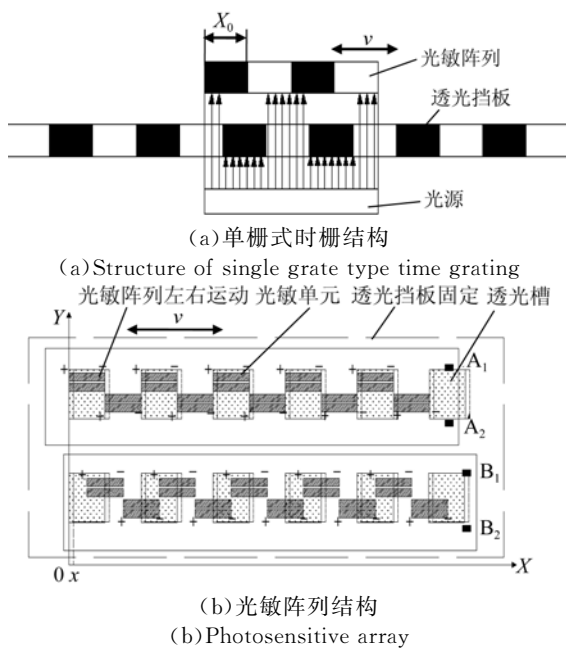 X₀
v
光敏阵列
透光挡板
光源
(a)单栅式时栅结构
(a)Structure of single grate type time grating
光敏阵列左右运动 光敏单元 透光挡板固定 透光槽
Y
v
+ - + - + - + - + -
A₁
+ - + - + - + - + -
A₂
+ - + - + - + - + -
B₁
+ - + - + - + - + -
B₂
0 x X
(b)光敏阵列结构
(b)Photosensitive array